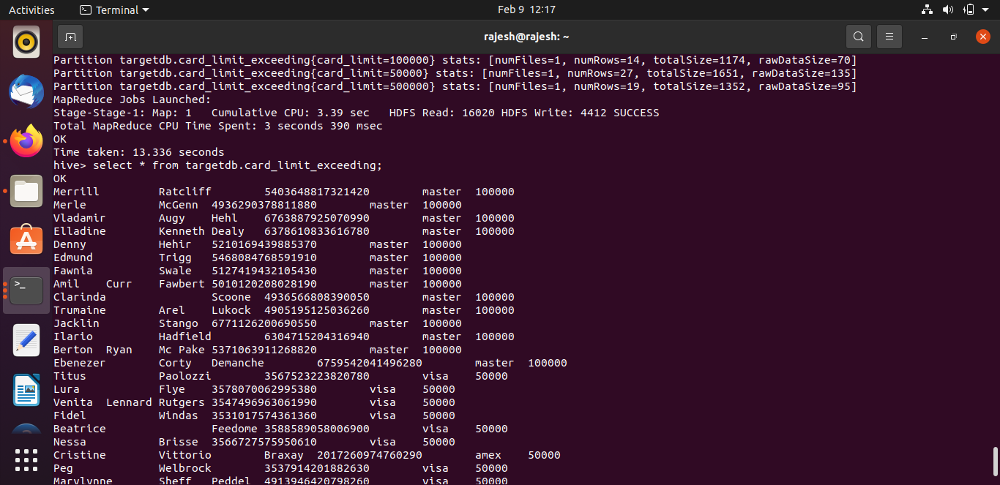 Activities
Terminal
Feb 9 12:17
rajesh@rajesh: ~
Partition targetdb.card_limit_exceeding{card_limit=100000} stats: [numFiles=1, numRows=14, totalSize=1174, rawDataSize=70]
Partition targetdb.card_limit_exceeding{card_limit=50000} stats: [numFiles=1, numRows=27, totalSize=1651, rawDataSize=135]
Partition targetdb.card_limit_exceeding{card_limit=500000} stats: [numFiles=1, numRows=19, totalSize=1352, rawDataSize=95]
MapReduce Jobs Launched:
Stage-Stage-1: Map: 1   Cumulative CPU: 3.39 sec   HDFS Read: 16020 HDFS Write: 4412 SUCCESS
Total MapReduce CPU Time Spent: 3 seconds 390 msec
OK
Time taken: 13.336 seconds
hive> select * from targetdb.card_limit_exceeding;
OK
Merrill         Ratcliff        5403648817321420        master  100000
Merle           McGenn  4936290378811880        master  100000
Vladamir        Augy    Hehl    6763887925070990        master  100000
Elladine        Kenneth Dealy   6378610833616780        master  100000
Denny           Hehir   5210169439885370        master  100000
Edmund          Trigg   5468084768591910        master  100000
Fawnia          Swale   5127419432105430        master  100000
Amil    Curr    Fawbert 5010120208028190        master  100000
Clarinda                Scoone  4936566808390050        master  100000
Trumaine        Arel    Lukock  4905195125036260        master  100000
Jacklin         Stango  6771126200690550        master  100000
Ilario          Hadfield        6304715204316940        master  100000
Berton  Ryan    Mc Pake 5371063911268820        master  100000
Ebenezer        Corty   Demanche        6759542041496280        master  100000
Titus           Paolozzi        3567523223820780        visa    50000
Lura            Flye    3578070062995380        visa    50000
Venita  Lennard Rutgers 3547496963061990        visa    50000
Fidel           Windas  3531017574361360        visa    50000
Beatrice                Feedome 3588589058006900        visa    50000
Nessa           Brisse  3566727575950610        visa    50000
Cristine        Vittorio        Braxay  2017260974760290        amex    50000
Peg             Welbrock        3537914201882630        visa    50000
Marylynne       Sheff   Peddel  4913946420798260        visa    50000